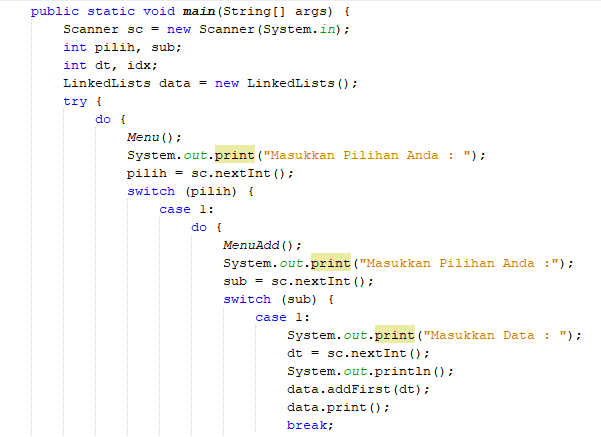 public static void main(String[] args) {
Scanner sc = new Scanner(System.in);
int pilih, sub;
int dt, idx;
LinkedLists data = new LinkedLists();
try {
do {
Menu();
System.out.print("Masukkan Pilihan Anda : ");
pilih = sc.nextInt();
switch (pilih) {
case 1:
do {
MenuAdd();
System.out.print("Masukkan Pilihan Anda :");
sub = sc.nextInt();
switch (sub) {
case 1:
System.out.print("Masukkan Data : ");
dt = sc.nextInt();
System.out.println();
data.addFirst(dt);
data.print();
break;